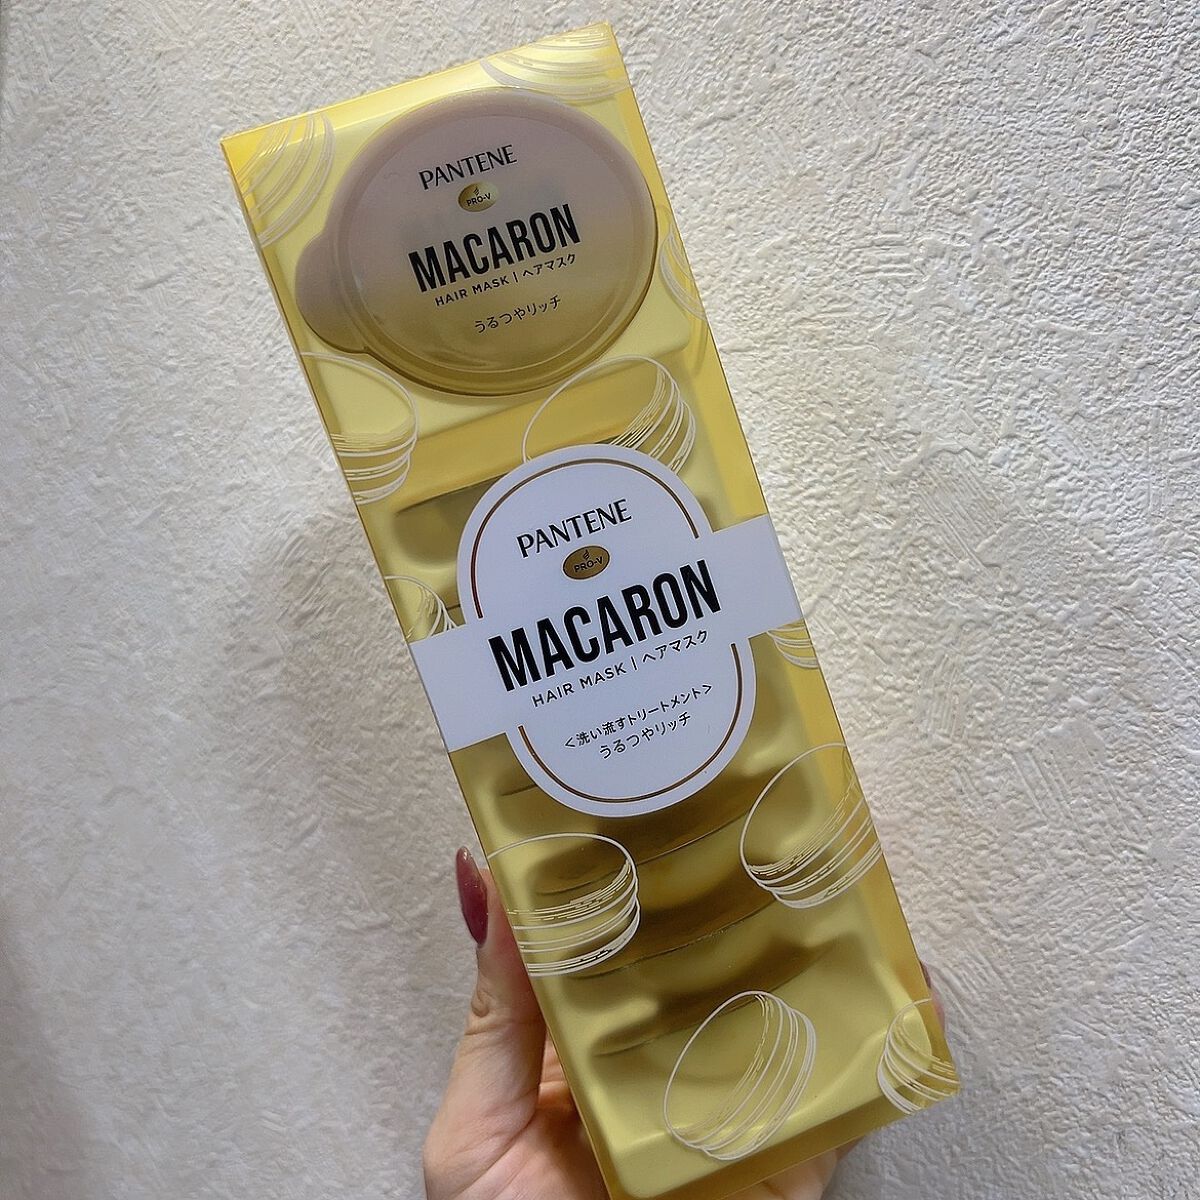 PANTENE
PRO-V
MACARON
HAIR MASK | ヘアマスク
うるつやリッチ
PANTENE
PRO-V
MACARON
HAIR MASK | ヘアマスク
<洗い流すトリートメント>
うるつやリッチ